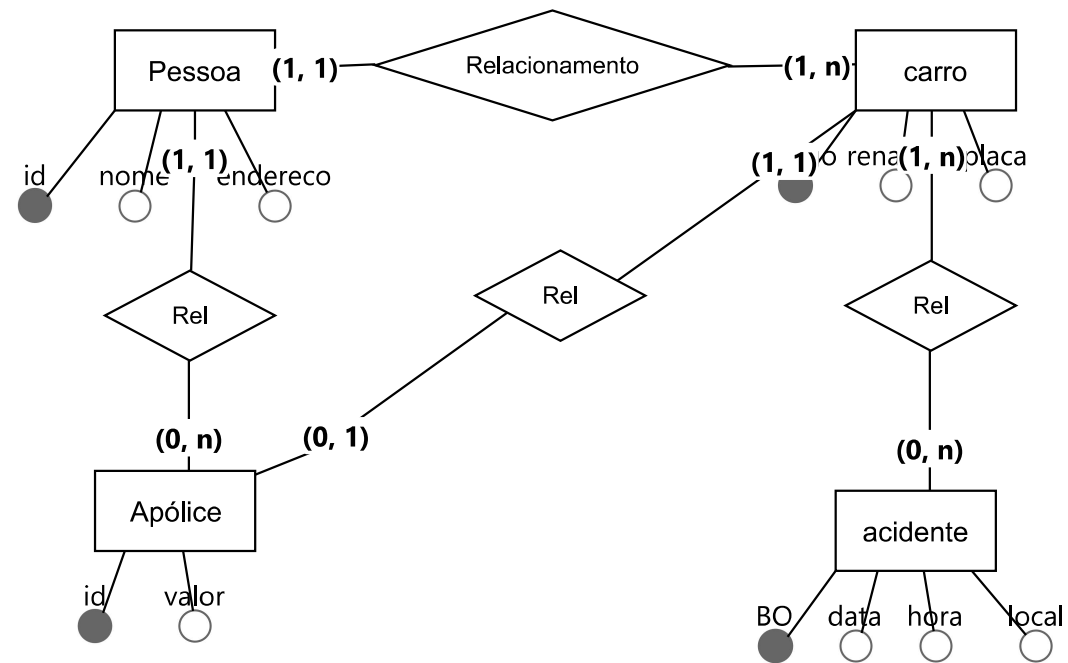 Pessoa
(1, 1)
Relacionamento
(1, n)
carro
id
nome
(1, 1)
endereco
(1, 1)
(1, n)
placa
Rel
Rel
Rel
(0, n)
(0, 1)
(0, n)
Apólice
acidente
id
valor
BO
data
hora
local